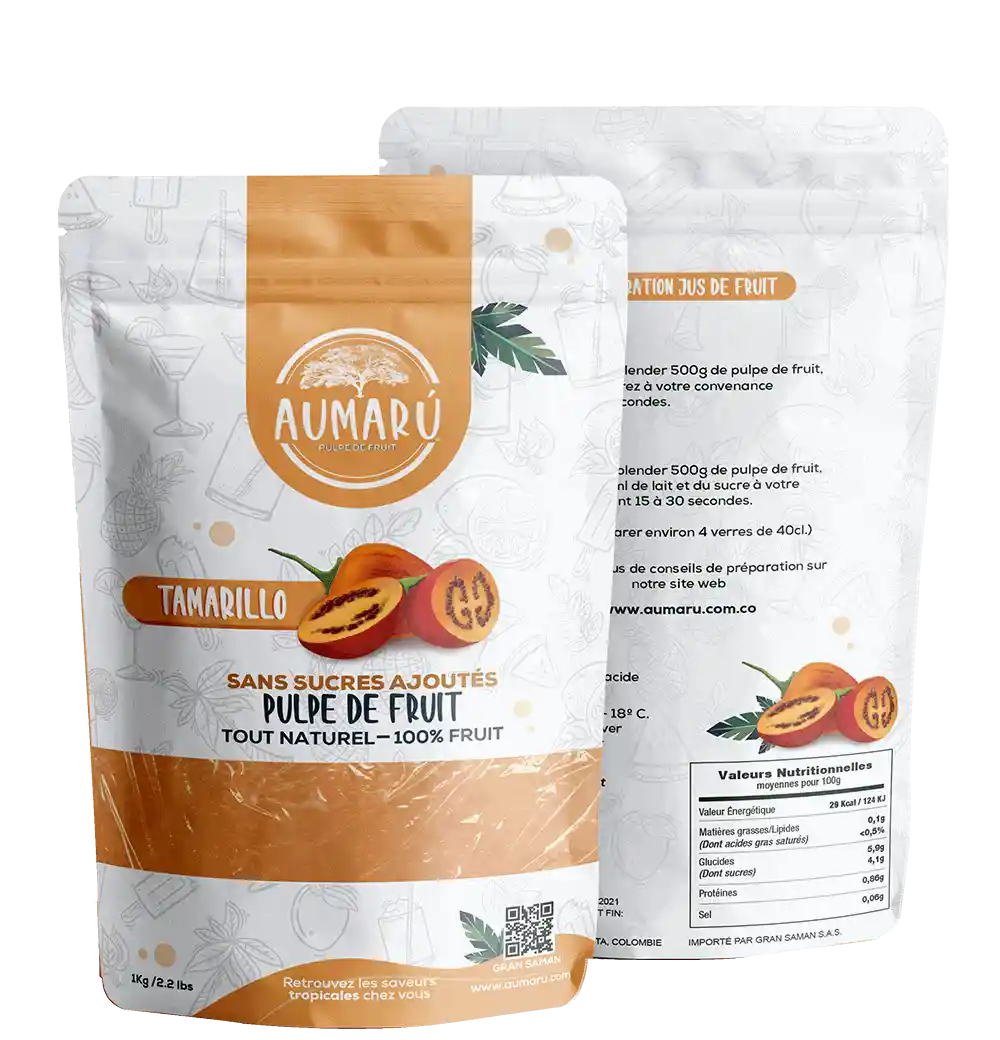 AUMARÚ
PULPE DE FRUIT
TAMARILLO
SANS SUCRES AJOUTÉS
PULPE DE FRUIT
TOUT NATUREL—100% FRUIT
GRAN SAMAN
www.aumaru.com
1Kg /2.2 lbs
Retrouvez les saveurs
tropicales chez vous
RATION JUS DE FRUIT
lender 500g de pulpe de fruit,
rez à votre convenance
condes.
blender 500g de pulpe de fruit,
ml de lait et du sucre à votre
nt 15 à 30 secondes.
arer environ 4 verres de 40cl.)
us de conseils de préparation sur
notre site web
www.aumaru.com.co
acide
- 18º C.
ver
t
Valeurs Nutritionnelles
moyennes pour 100g
Valeur Énergétique 29 Kcal / 124 KJ
Matières grasses/Lipides 0,1g
(Dont acides gras saturés) <0,5%
Glucides 5,9g
(Dont sucres) 4,1g
Protéines 0,86g
Sel 0,06g
2021
T FIN:
TA, COLOMBIE
IMPORTÉ PAR GRAN SAMAN S.A.S.